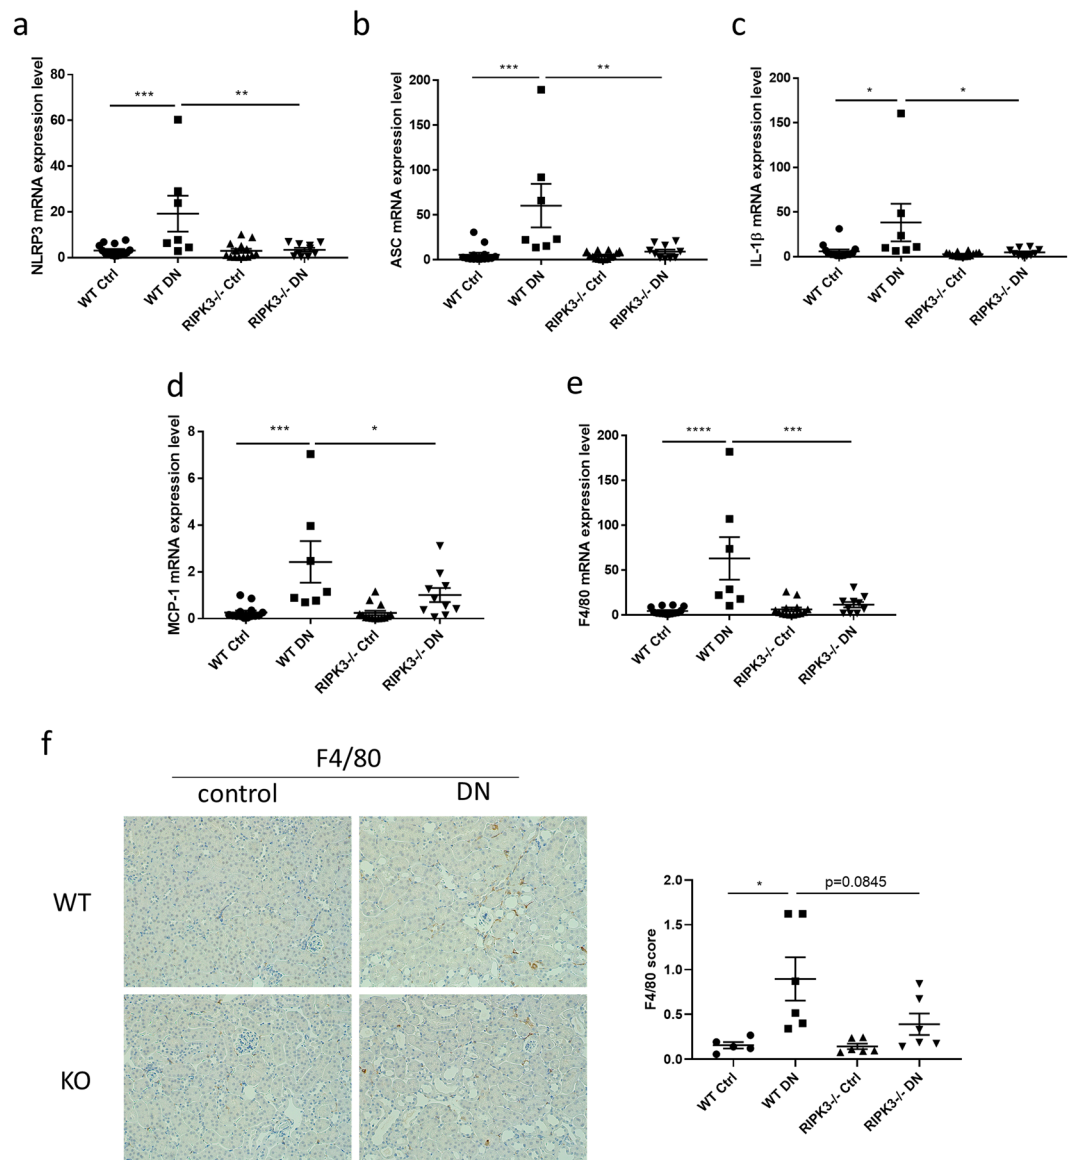 a
NLRP3 mRNA expression level
80
60
40
20
0
***
**
WT Ctrl
WT DN
RIPK3-/- Ctrl
RIPK3-/- DN
b
ASC mRNA expression level
200
150
100
50
0
***
**
WT Ctrl
WT DN
RIPK3-/- Ctrl
RIPK3-/- DN
c
IL-1β mRNA expression level
200
150
100
50
0
*
*
WT Ctrl
WT DN
RIPK3-/- Ctrl
RIPK3-/- DN
d
MCP-1 mRNA expression level
8
6
4
2
0
***
*
WT Ctrl
WT DN
RIPK3-/- Ctrl
RIPK3-/- DN
e
F4/80 mRNA expression level
200
150
100
50
0
****
***
WT Ctrl
WT DN
RIPK3-/- Ctrl
RIPK3-/- DN
f
F4/80
control
DN
WT
KO
F4/80 score
2.0
1.5
1.0
0.5
0.0
*
p=0.0845
WT Ctrl
WT DN
RIPK3-/- Ctrl
RIPK3-/- DN